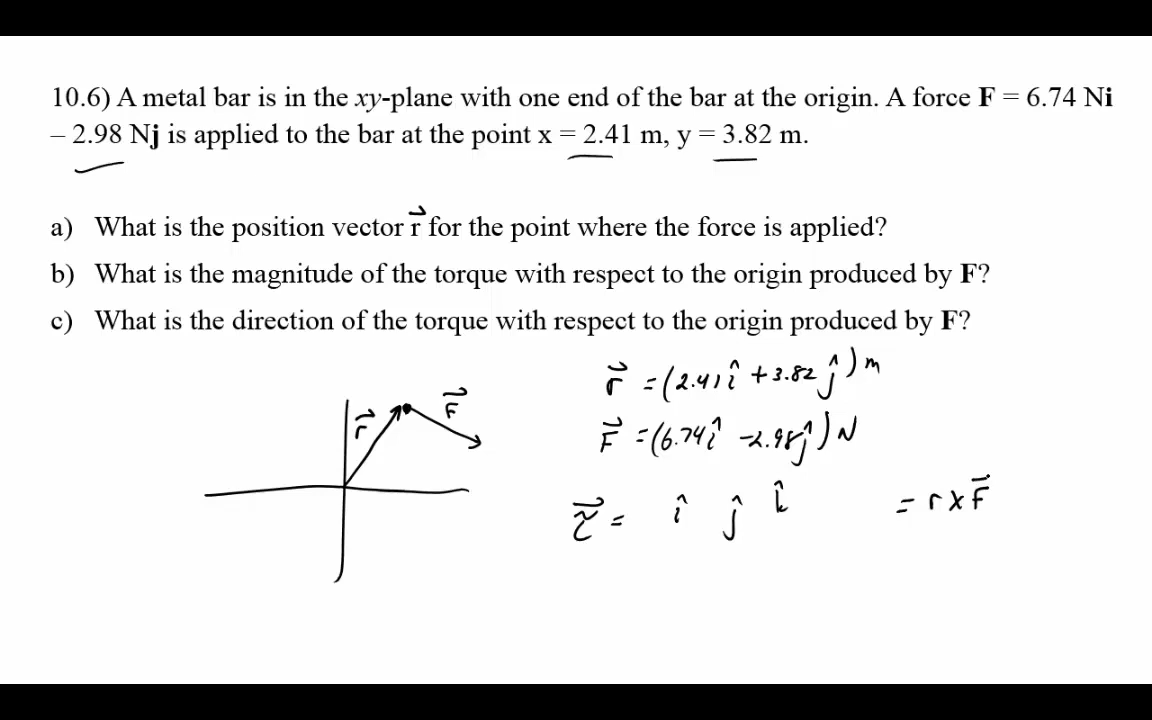 10.6) A metal bar is in the xy-plane with one end of the bar at the origin. A force F = 6.74 Ni
– 2.98 Nj is applied to the bar at the point x = 2.41 m, y = 3.82 m.
a) What is the position vector r⃗ for the point where the force is applied?
b) What is the magnitude of the torque with respect to the origin produced by F?
c) What is the direction of the torque with respect to the origin produced by F?
r⃗ = (2.41 î + 3.82 ĵ) m
r⃗ F⃗
F⃗ = (6.74 î - 2.98 ĵ) N
τ⃗ = î ĵ k̂ = r × F⃗